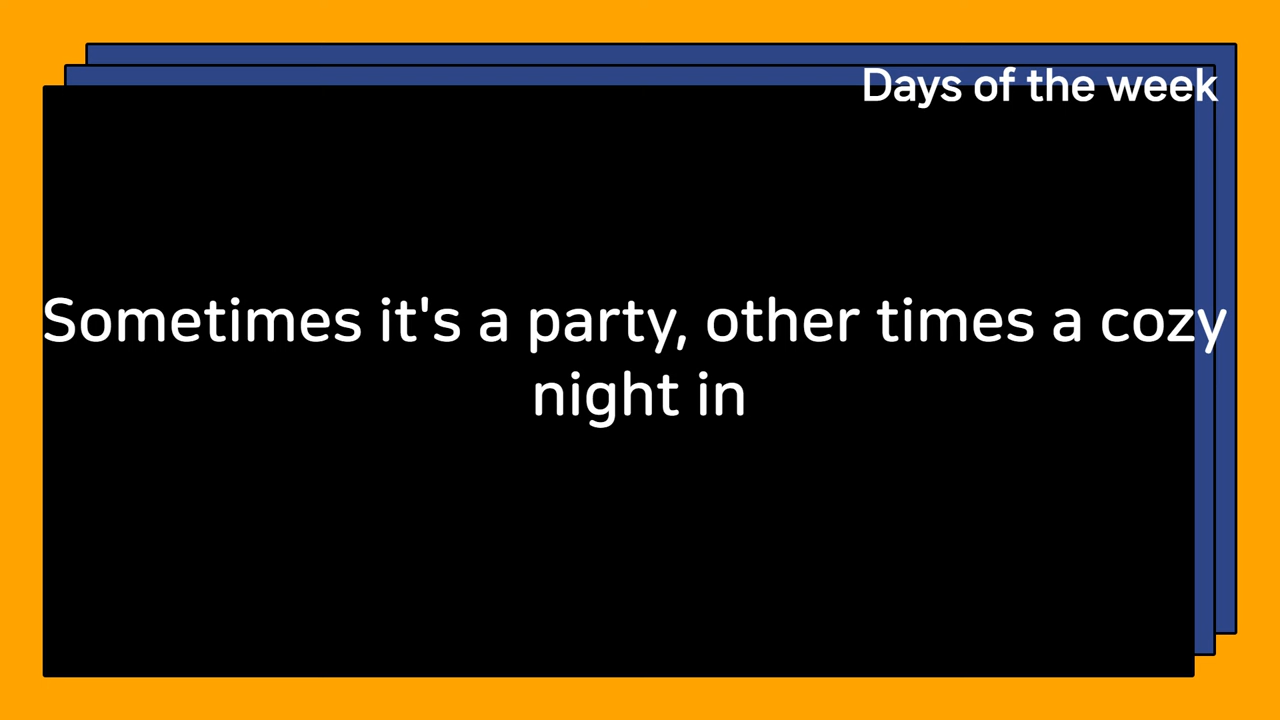 Days of the week
Sometimes it's a party, other times a cozy
night in